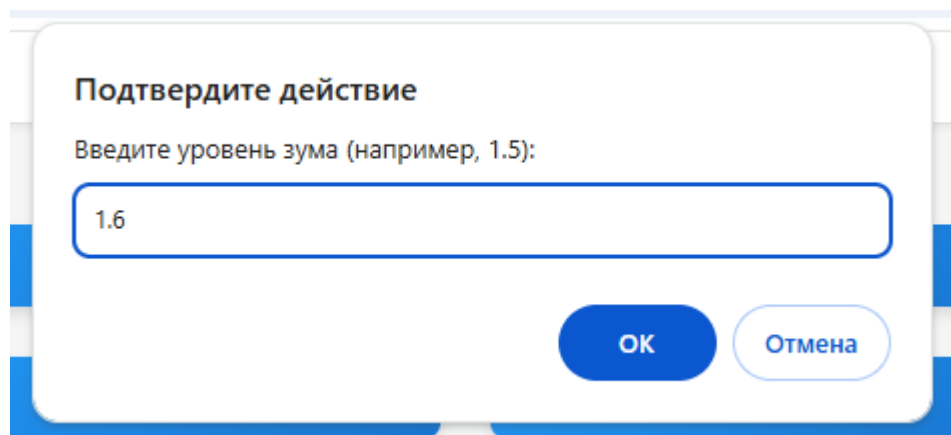 Подтвердите действие
Введите уровень зума (например, 1.5):
1.6
ОК
Отмена